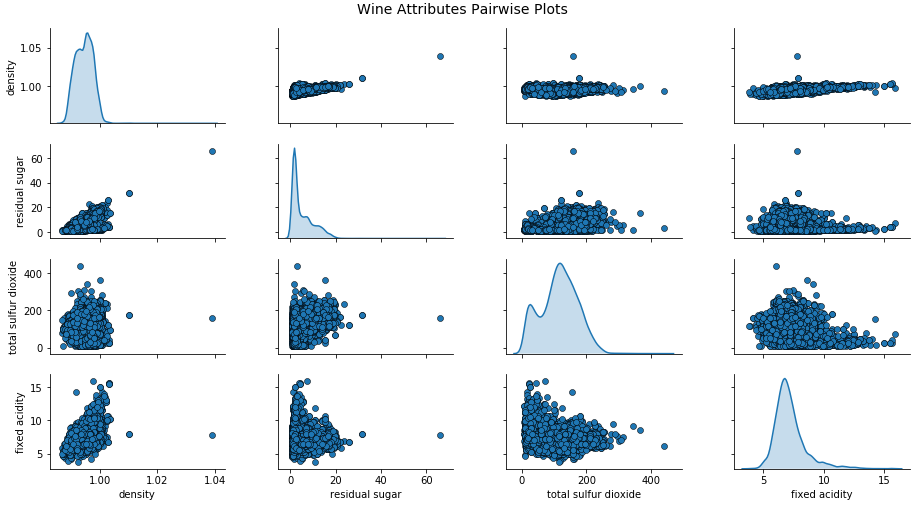 Wine Attributes Pairwise Plots
density
1.05
1.00
residual sugar
60
40
20
0
total sulfur dioxide
400
200
0
fixed acidity
15
10
5
1.00 1.02 1.04
0 20 40 60
0 200 400
5 10 15
density
residual sugar
total sulfur dioxide
fixed acidity